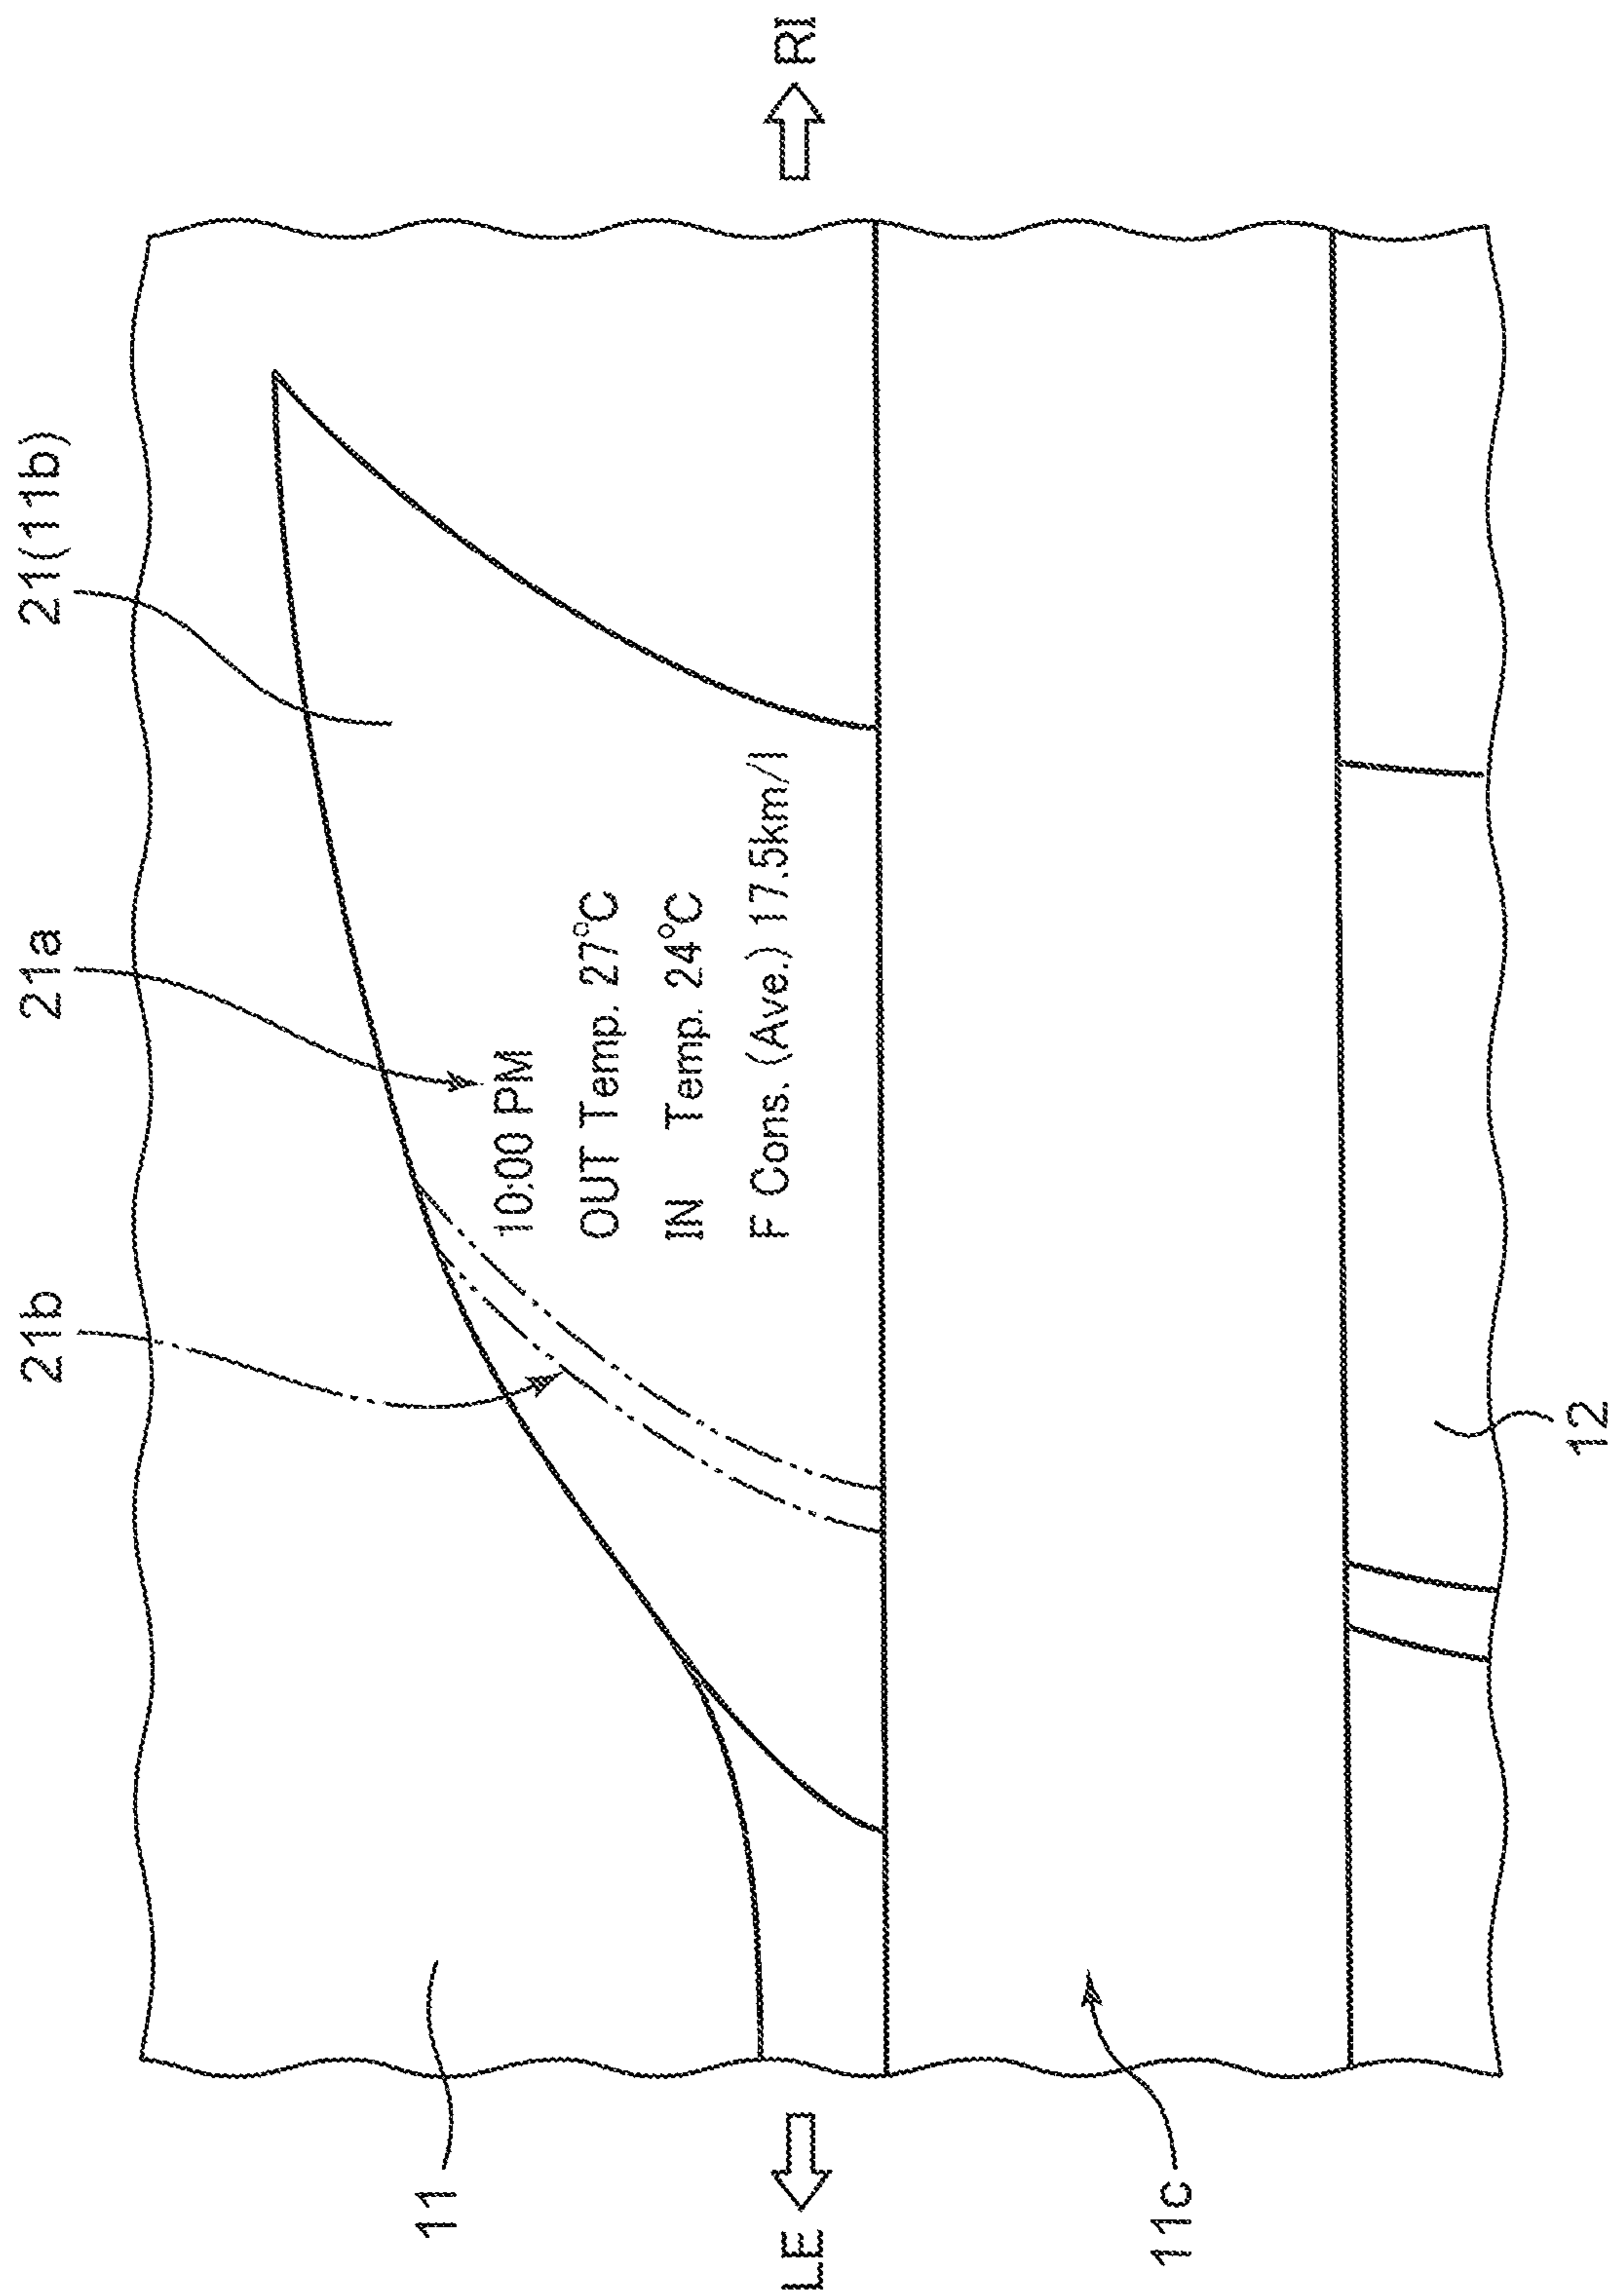 21b
21a
21(11b)
10:00 PM
OUT Temp. 27°C
IN Temp. 24°C
F Cons. (Ave.) 17.5km/l
11
LE
RI
11c
12